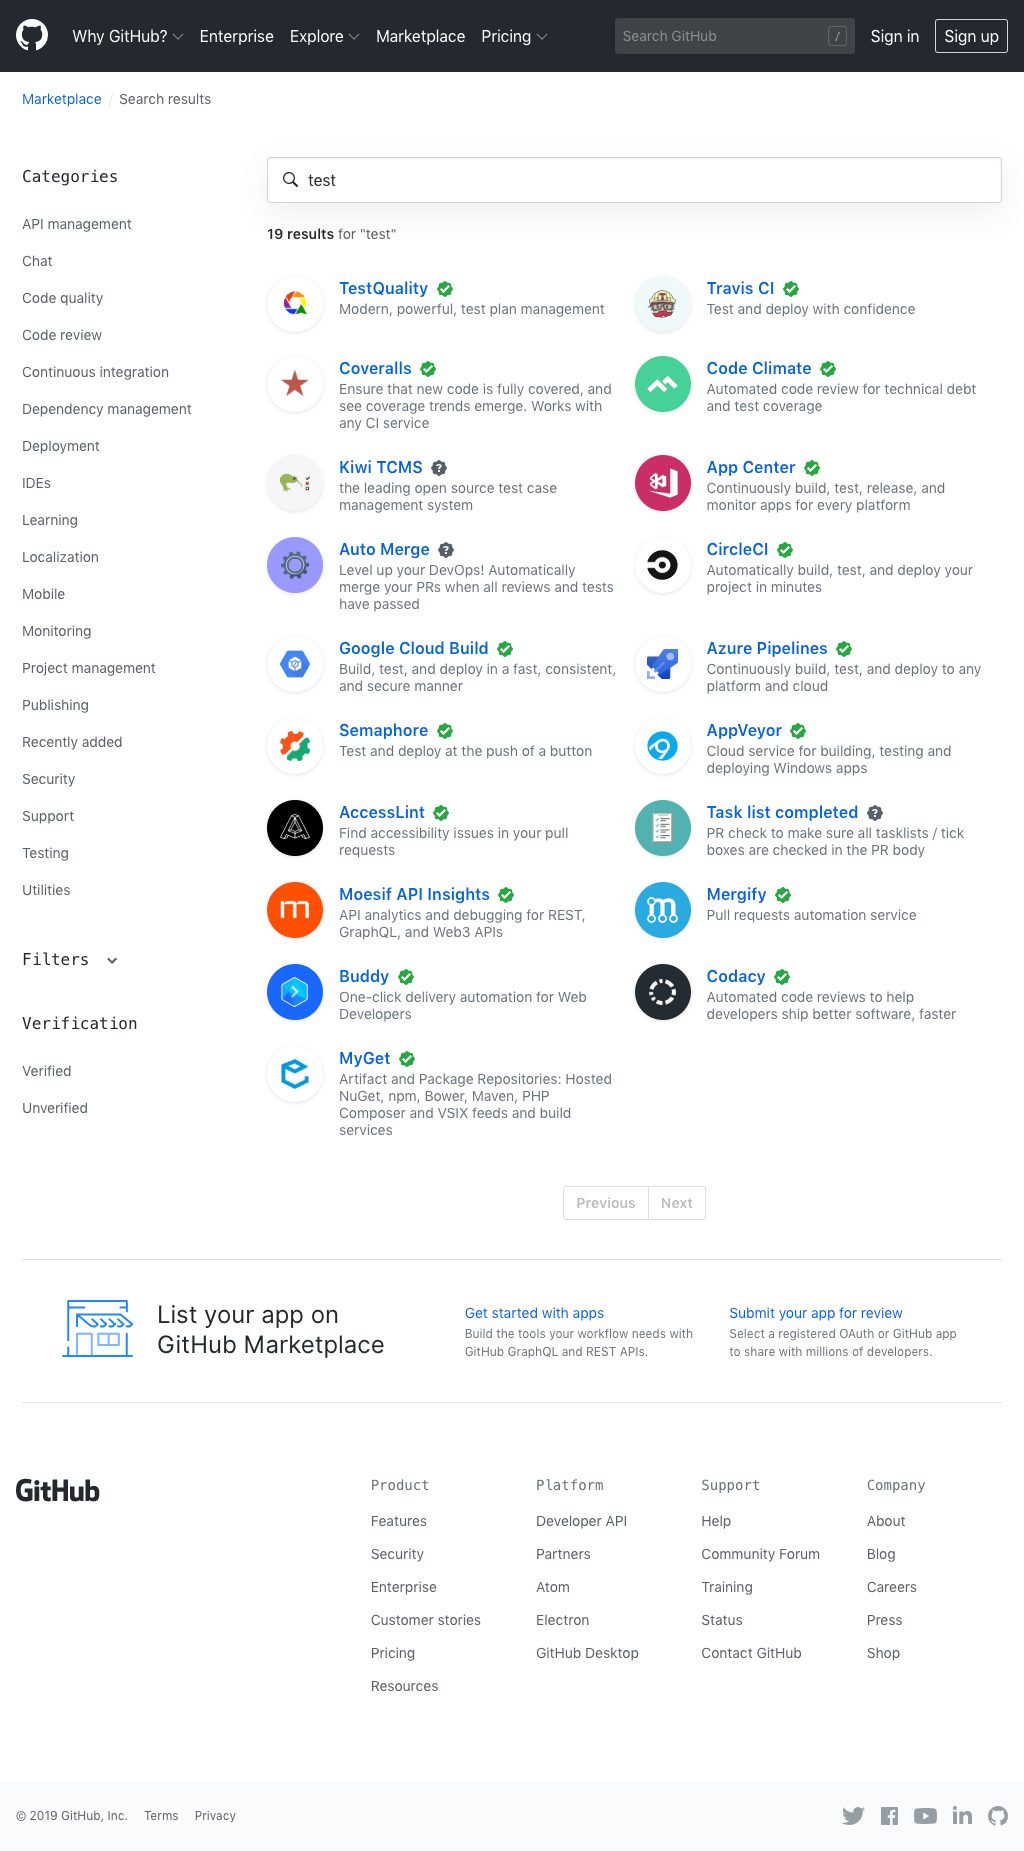 Why GitHub? Enterprise Explore Marketplace Pricing Search GitHub / Sign in Sign up
Marketplace / Search results
Categories
API management
Chat
Code quality
Code review
Continuous integration
Dependency management
Deployment
IDEs
Learning
Localization
Mobile
Monitoring
Project management
Publishing
Recently added
Security
Support
Testing
Utilities
Filters
Verification
Verified
Unverified
test
19 results for "test"
TestQuality
Modern, powerful, test plan management
Travis CI
Test and deploy with confidence
Coveralls
Ensure that new code is fully covered, and
see coverage trends emerge. Works with
any CI service
Code Climate
Automated code review for technical debt
and test coverage
Kiwi TCMS
the leading open source test case
management system
App Center
Continuously build, test, release, and
monitor apps for every platform
Auto Merge
Level up your DevOps! Automatically
merge your PRs when all reviews and tests
have passed
CircleCI
Automatically build, test, and deploy your
project in minutes
Google Cloud Build
Build, test, and deploy in a fast, consistent,
and secure manner
Azure Pipelines
Continuously build, test, and deploy to any
platform and cloud
Semaphore
Test and deploy at the push of a button
AppVeyor
Cloud service for building, testing and
deploying Windows apps
AccessLint
Find accessibility issues in your pull
requests
Task list completed
PR check to make sure all tasklists / tick
boxes are checked in the PR body
Moesif API Insights
API analytics and debugging for REST,
GraphQL, and Web3 APIs
Mergify
Pull requests automation service
Buddy
One-click delivery automation for Web
Developers
Codacy
Automated code reviews to help
developers ship better software, faster
MyGet
Artifact and Package Repositories: Hosted
NuGet, npm, Bower, Maven, PHP
Composer and VSIX feeds and build
services
Previous Next
List your app on
GitHub Marketplace
Get started with apps
Build the tools your workflow needs with
GitHub GraphQL and REST APIs.
Submit your app for review
Select a registered OAuth or GitHub app
to share with millions of developers.
GitHub
Product
Features
Security
Enterprise
Customer stories
Pricing
Resources
Platform
Developer API
Partners
Atom
Electron
GitHub Desktop
Support
Help
Community Forum
Training
Status
Contact GitHub
Company
About
Blog
Careers
Press
Shop
© 2019 GitHub, Inc. Terms Privacy